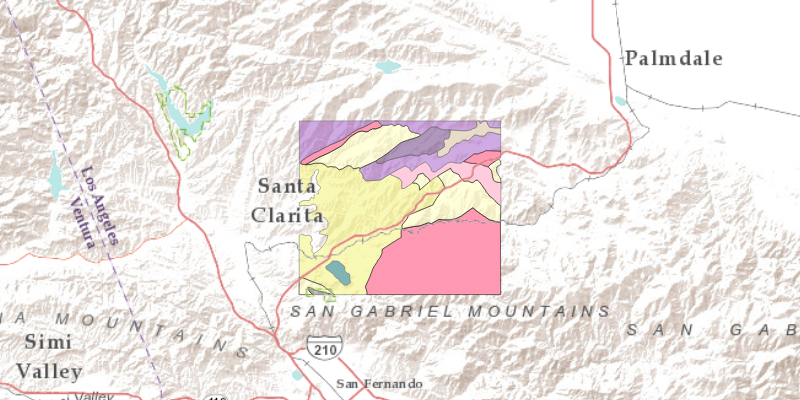 Palmdale
Santa
Clarita
Los Angeles
Ventura
SAN GABRIEL MOUNTAINS
A MOUNTAINS
SAN GAB
Simi
Valley
210
San Fernando
Valley